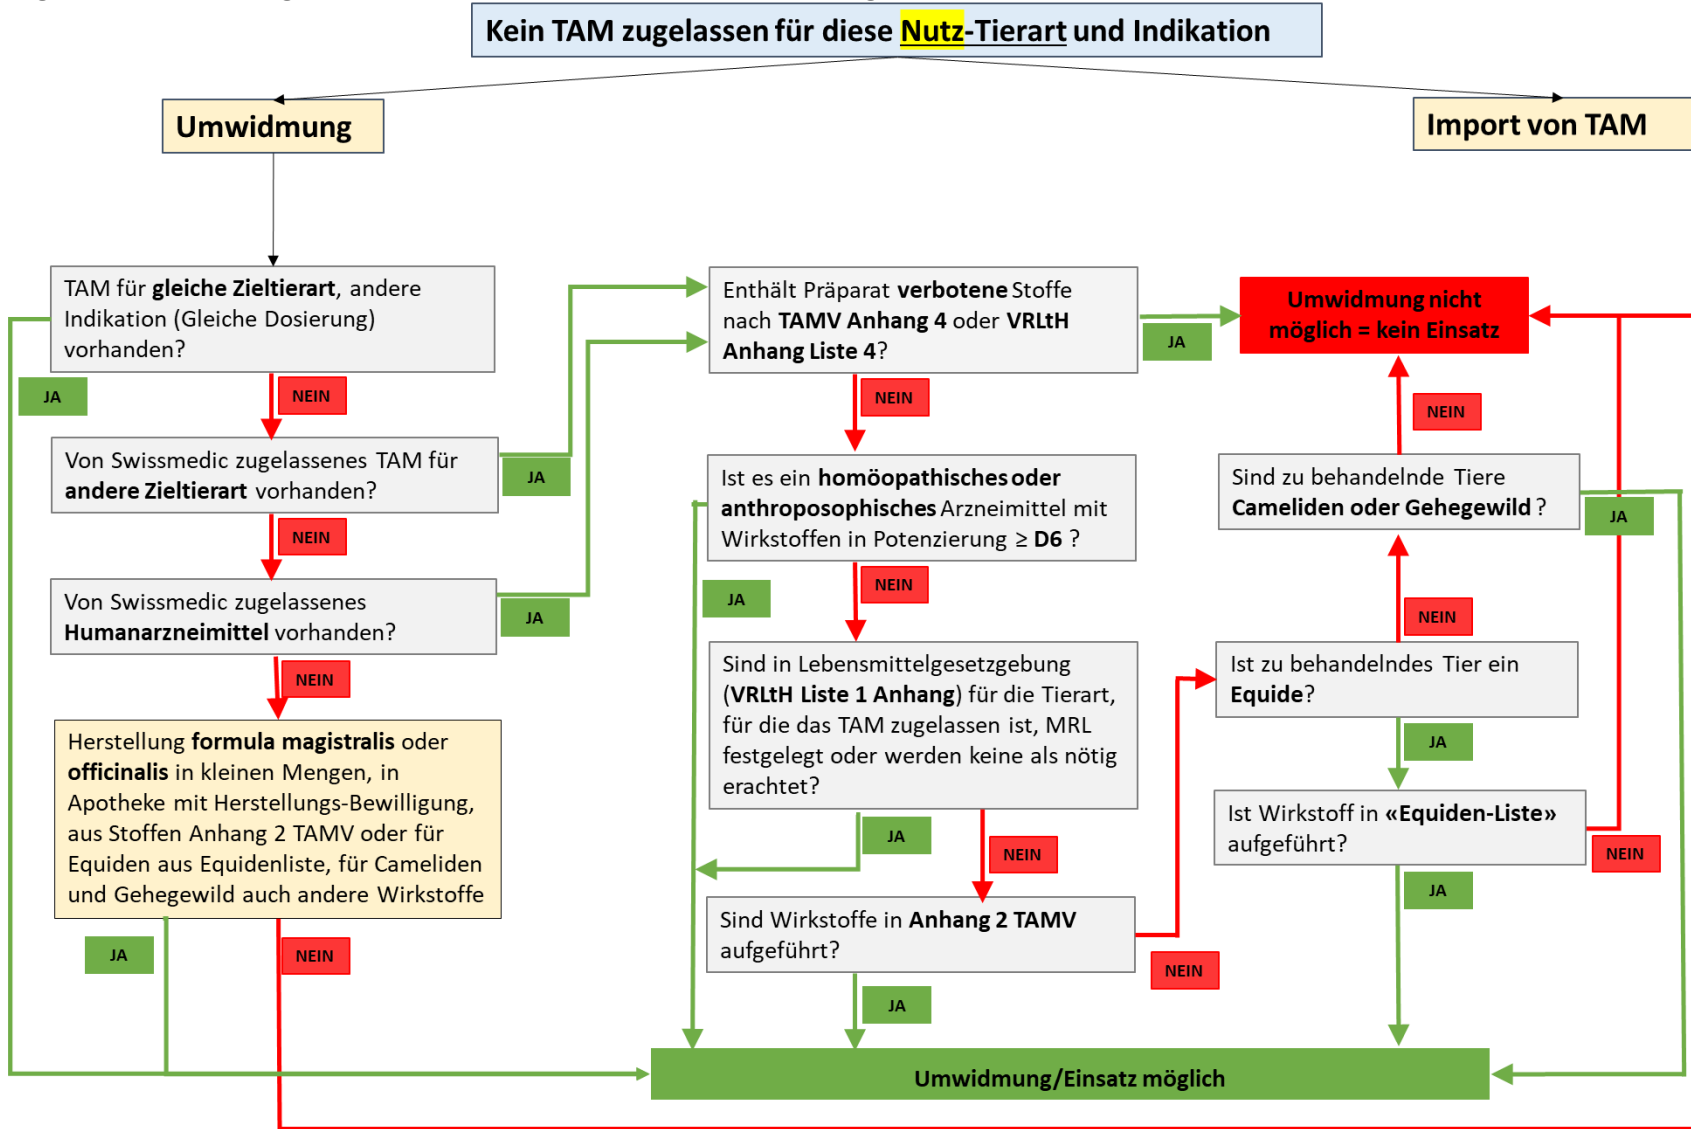 Kein TAM zugelassen für diese Nutz-Tierart und Indikation
Umwidmung
Import von TAM
TAM für gleiche Zieltierart, andere
Indikation (Gleiche Dosierung)
vorhanden?
JA
NEIN
Von Swissmedic zugelassenes TAM für
andere Zieltierart vorhanden?
JA
NEIN
Von Swissmedic zugelassenes
Humanarzneimittel vorhanden?
JA
NEIN
Herstellung formula magistralis oder
officinalis in kleinen Mengen, in
Apotheke mit Herstellungs-Bewilligung,
aus Stoffen Anhang 2 TAMV oder für
Equiden aus Equidenliste, für Cameliden
und Gehegewild auch andere Wirkstoffe
JA
NEIN
Enthält Präparat verbotene Stoffe
nach TAMV Anhang 4 oder VRLtH
Anhang Liste 4?
JA
NEIN
Ist es ein homöopathisches oder
anthroposophisches Arzneimittel mit
Wirkstoffen in Potenzierung ≥ D6 ?
JA
NEIN
Sind in Lebensmittelgesetzgebung
(VRLtH Liste 1 Anhang) für die Tierart,
für die das TAM zugelassen ist, MRL
festgelegt oder werden keine als nötig
erachtet?
JA
NEIN
Sind Wirkstoffe in Anhang 2 TAMV
aufgeführt?
JA
NEIN
Umwidmung nicht
möglich = kein Einsatz
NEIN
Sind zu behandelnde Tiere
Cameliden oder Gehegewild ?
JA
NEIN
Ist zu behandelndes Tier ein
Equide?
JA
Ist Wirkstoff in «Equiden-Liste»
aufgeführt?
NEIN
JA
Umwidmung/Einsatz möglich